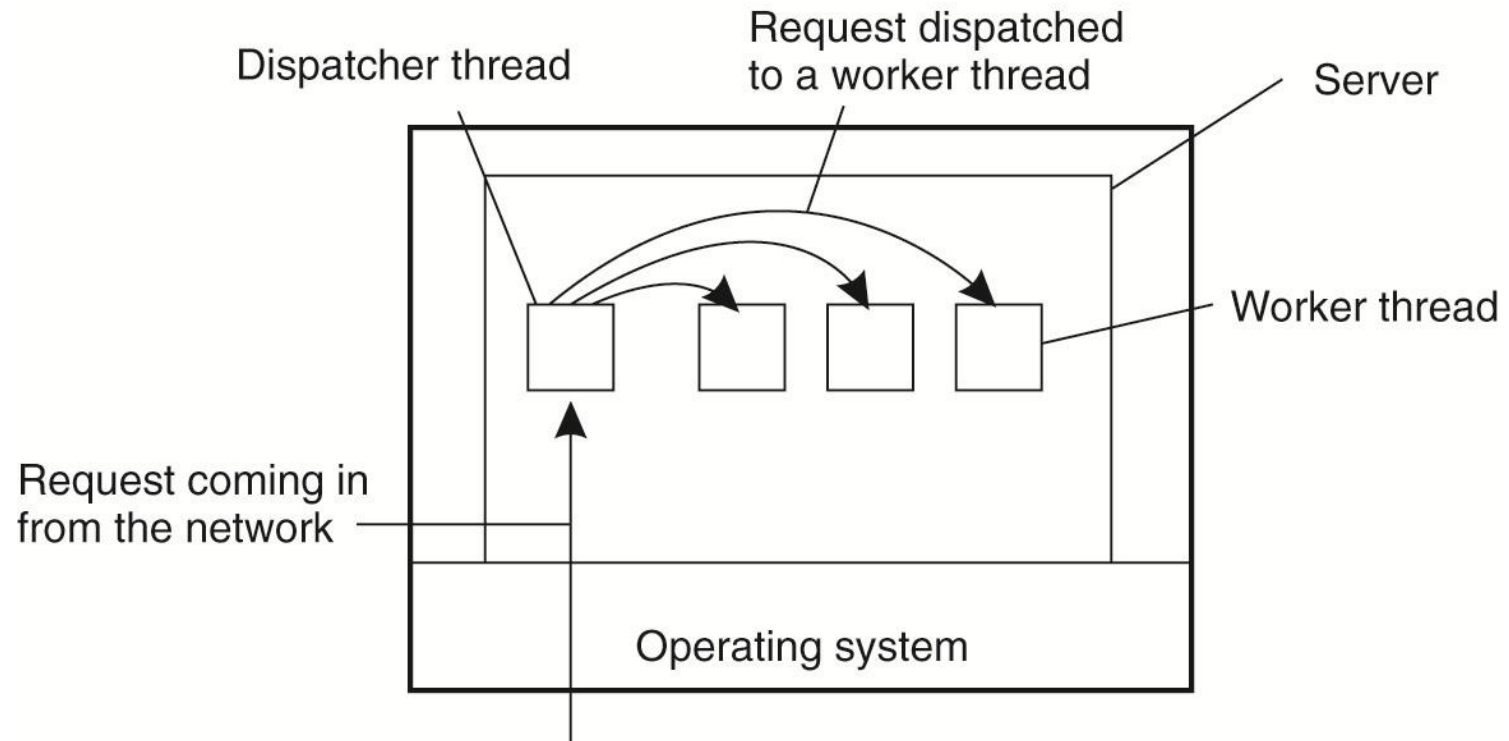 Dispatcher thread
Request dispatched
to a worker thread
Server
Worker thread
Request coming in
from the network
Operating system